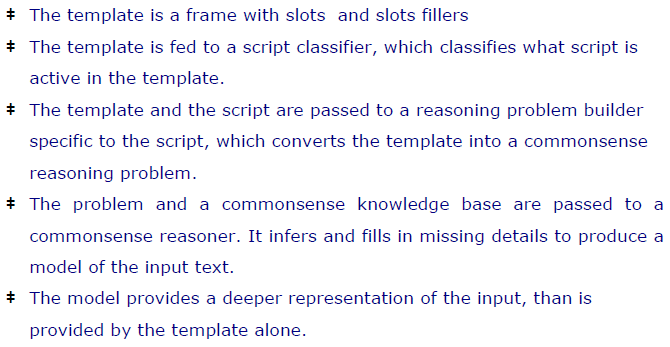 ‡ The template is a frame with slots and slots fillers
‡ The template is fed to a script classifier, which classifies what script is
active in the template.
‡ The template and the script are passed to a reasoning problem builder
specific to the script, which converts the template into a commonsense
reasoning problem.
‡ The problem and a commonsense knowledge base are passed to a
commonsense reasoner. It infers and fills in missing details to produce a
model of the input text.
‡ The model provides a deeper representation of the input, than is
provided by the template alone.